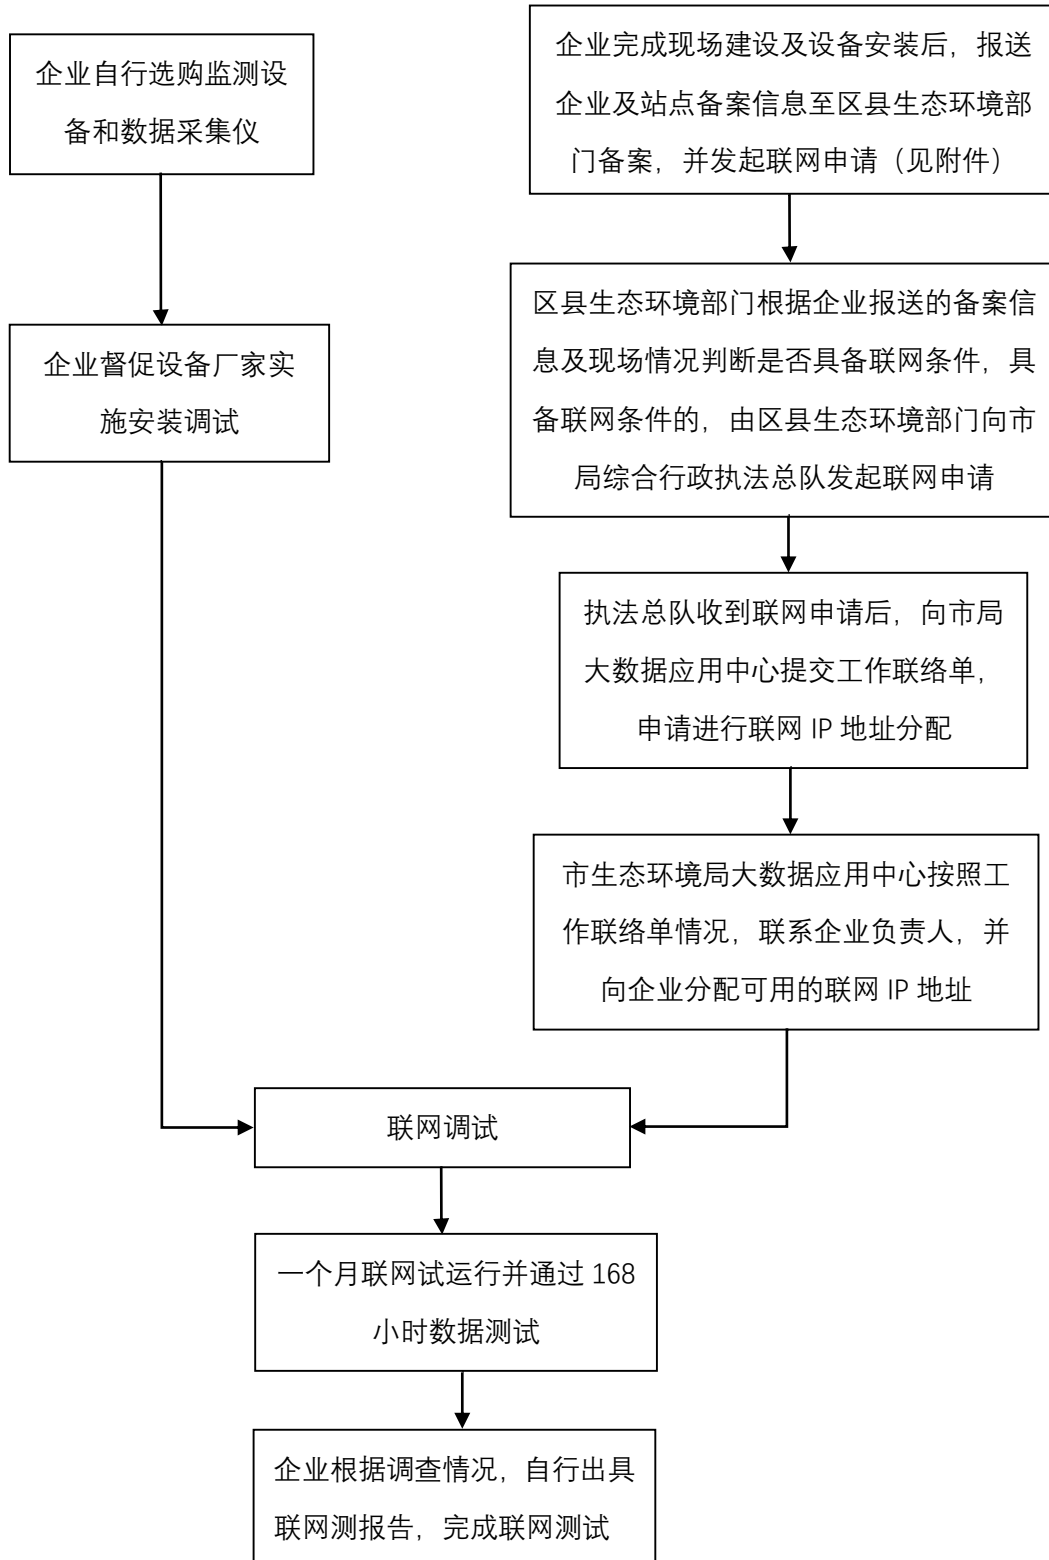 企业自行选购监测设
备和数据采集仪
企业督促设备厂家实
施安装调试
企业完成现场建设及设备安装后，报送
企业及站点备案信息至区县生态环境部
门备案，并发起联网申请（见附件）
区县生态环境部门根据企业报送的备案信
息及现场情况判断是否具备联网条件，具
备联网条件的，由区县生态环境部门向市
局综合行政执法总队发起联网申请
执法总队收到联网申请后，向市局
大数据应用中心提交工作联络单，
申请进行联网 IP 地址分配
市生态环境局大数据应用中心按照工
作联络单情况，联系企业负责人，并
向企业分配可用的联网 IP 地址
联网调试
一个月联网试运行并通过 168
小时数据测试
企业根据调查情况，自行出具
联网测报告，完成联网测试